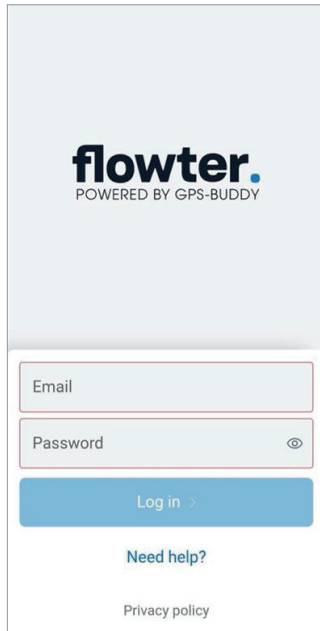 flowter.
POWERED BY GPS-BUDDY
Email
Password
Log in >
Need help?
Privacy policy